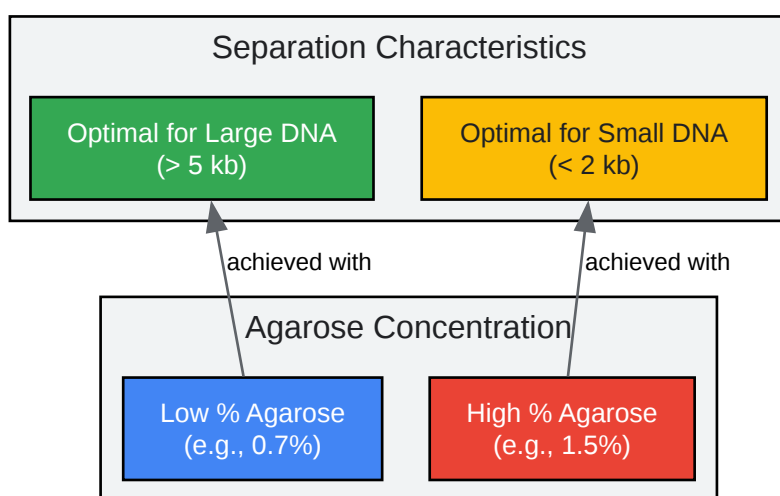 Separation Characteristics
Optimal for Large DNA
(> 5 kb)
Optimal for Small DNA
(< 2 kb)
achieved with
achieved with
Agarose Concentration
Low % Agarose
(e.g., 0.7%)
High % Agarose
(e.g., 1.5%)